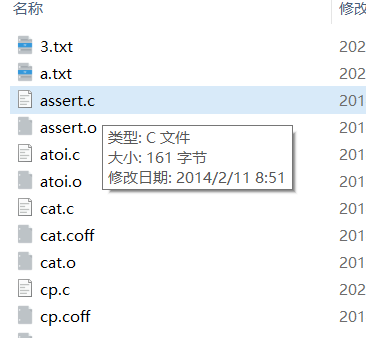 名称
修改
3.txt
202
a.txt
202
assert.c
201
assert.o
201
类型: C 文件
大小: 161 字节
修改日期: 2014/2/11 8:51
atoi.c
201
atoi.o
201
cat.c
201
cat.coff
201
cat.o
201
cp.c
202
cp.coff
201